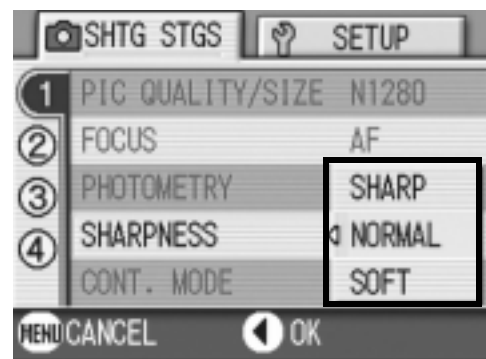 SHTG STGS SETUP
1 PIC QUALITY/SIZE N1280
2 FOCUS AF
3 PHOTOMETRY SHARP
4 SHARPNESS NORMAL
CONT. MODE SOFT
MENU CANCEL OK